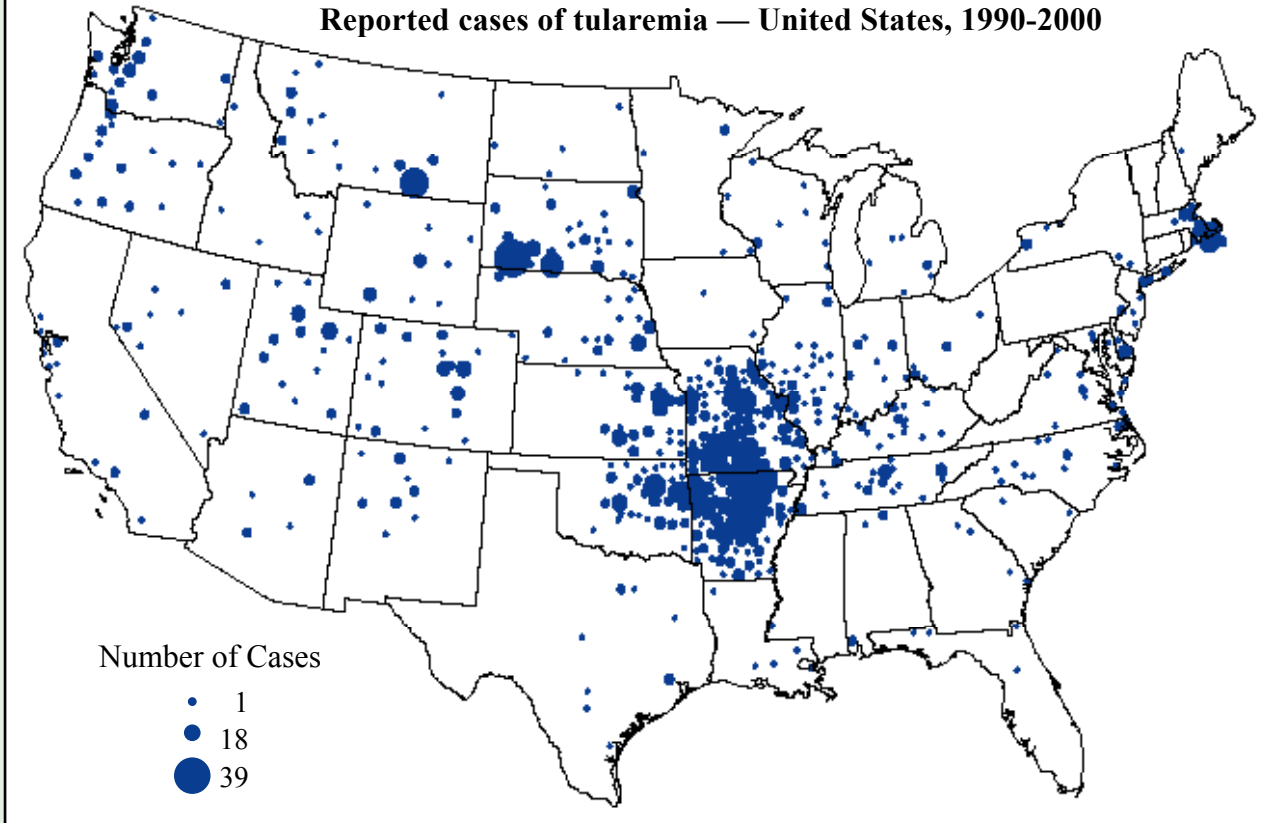 Reported cases of tularemia — United States, 1990-2000
Number of Cases
1
18
39